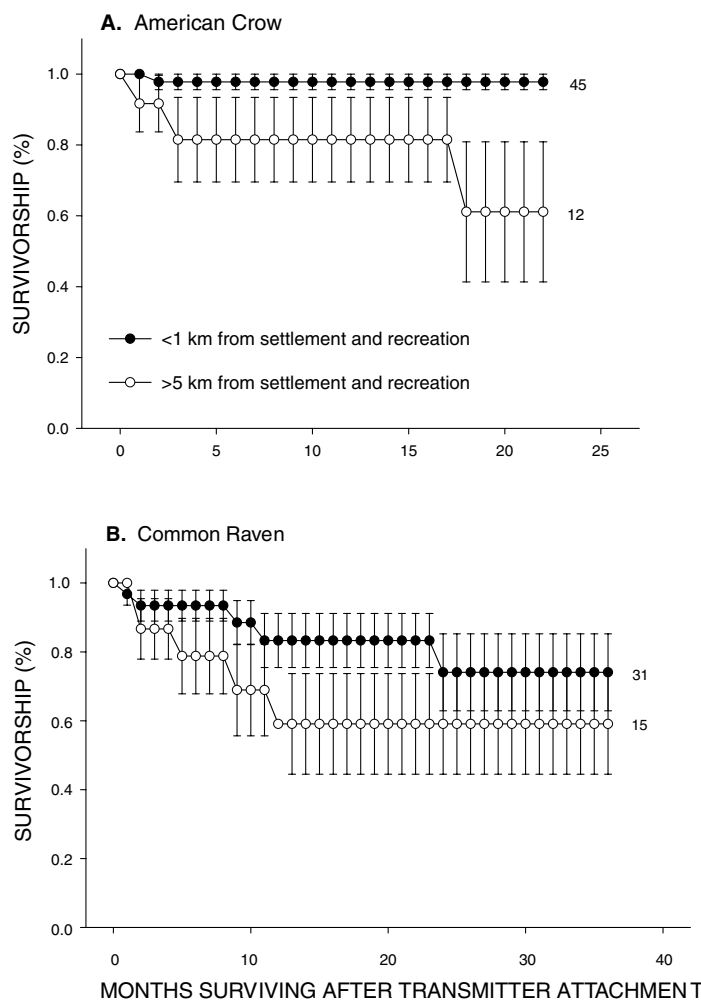 A. American Crow
1.0
0.8
0.6
0.4
0.2
0.0
SURVIVORSHIP (%)
45
12
<1 km from settlement and recreation
>5 km from settlement and recreation
0 5 10 15 20 25
B. Common Raven
1.0
0.8
0.6
0.4
0.2
0.0
SURVIVORSHIP (%)
31
15
0 10 20 30 40
MONTHS SURVIVING AFTER TRANSMITTER ATTACHMENT